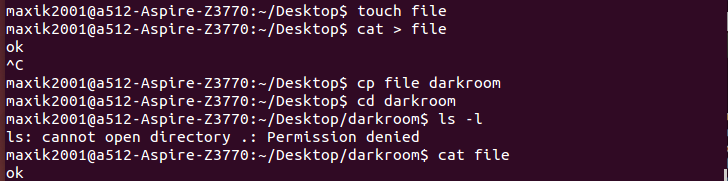 maxik2001@a512-Aspire-Z3770:~/Desktop$ touch file
maxik2001@a512-Aspire-Z3770:~/Desktop$ cat > file
ok
^C
maxik2001@a512-Aspire-Z3770:~/Desktop$ cp file darkroom
maxik2001@a512-Aspire-Z3770:~/Desktop$ cd darkroom
maxik2001@a512-Aspire-Z3770:~/Desktop/darkroom$ ls -l
ls: cannot open directory .: Permission denied
maxik2001@a512-Aspire-Z3770:~/Desktop/darkroom$ cat file
ok